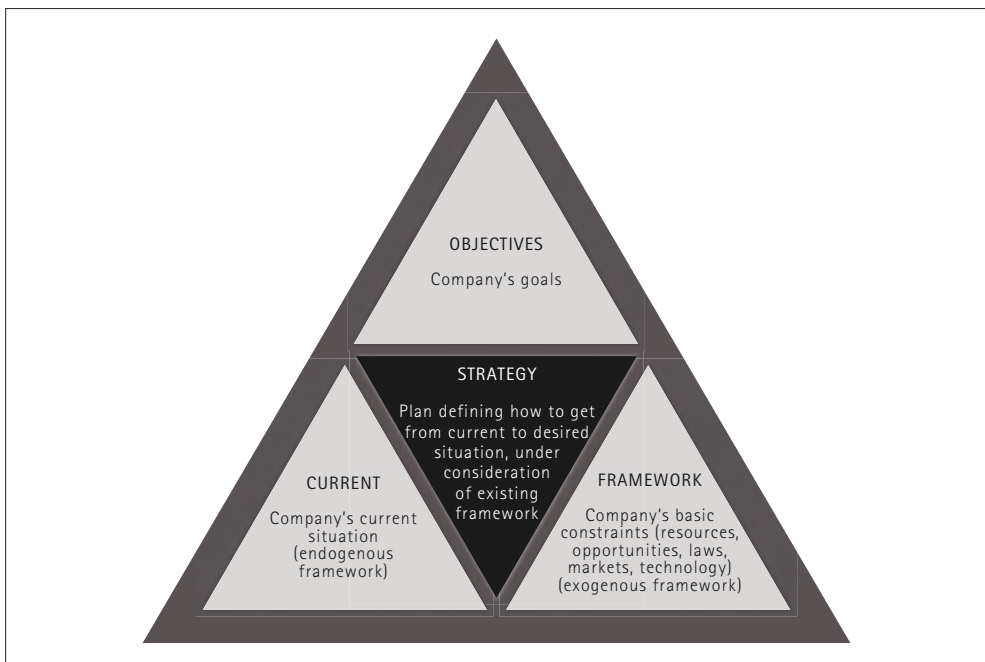 OBJECTIVES
Company's goals
STRATEGY
Plan defining how to get
from current to desired
situation, under
consideration
of existing
framework
CURRENT
Company's current
situation
(endogenous
framework)
FRAMEWORK
Company's basic
constraints (resources,
opportunities, laws,
markets, technology)
(exogenous framework)